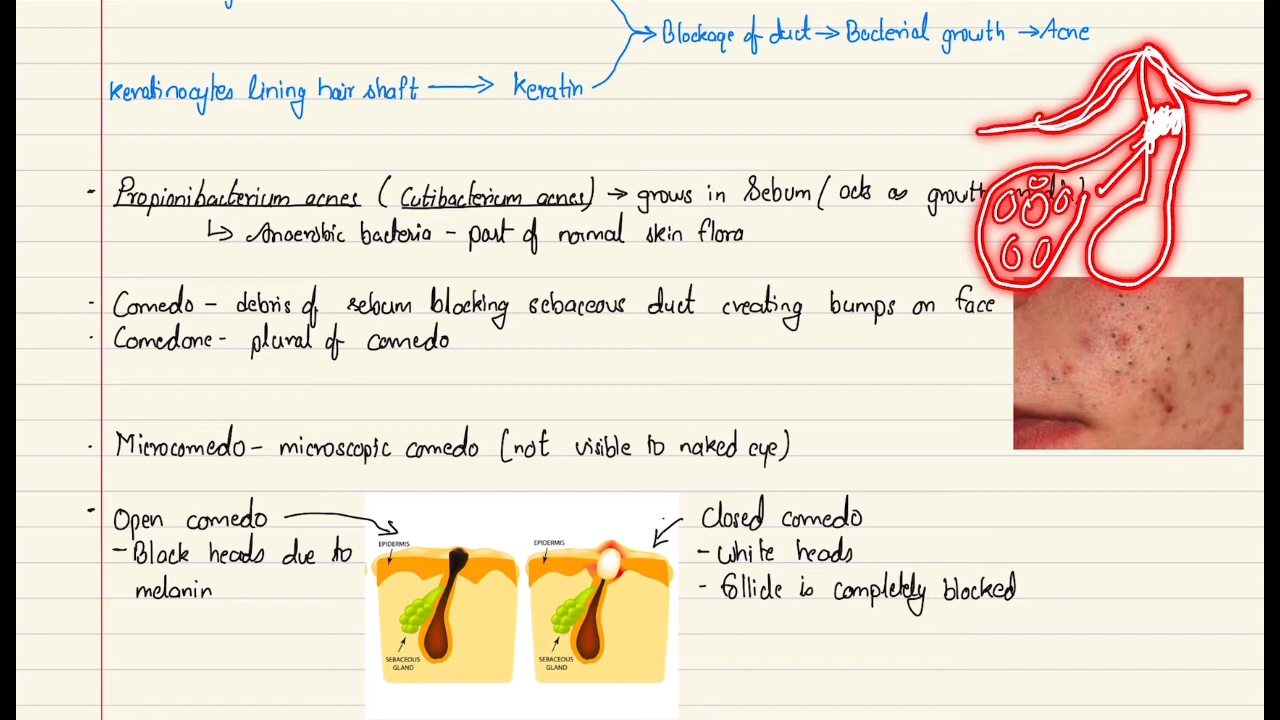 Blockage of duct → Bacterial growth → Acne
Keratinocytes lining hair shaft → Keratin
· Propionibacterium acnes (Cutibacterium acnes) → grows in Sebum (acts as growth
↳ Anaerobic bacteria - part of normal skin flora
· Comedo - debris of sebum blocking sebaceous duct creating bumps on face
· Comedone - plural of comedo
· Microcomedo - microscopic comedo (not visible to naked eye)
· Open comedo
- Black heads due to
melanin
EPIDERMIS
SEBACEOUS
GLAND
EPIDERMIS
SEBACEOUS
GLAND
Closed comedo
- White heads
- follicle is completely blocked